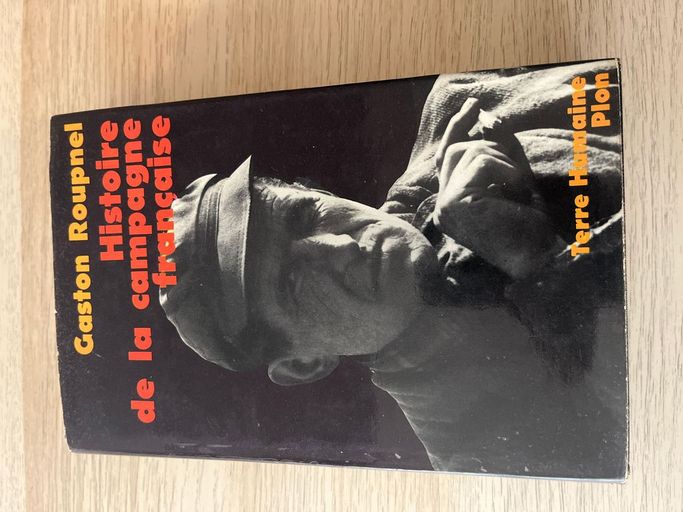 Gaston Roupnel
Histoire
de la campagne
française
Terre Humaine
Plon